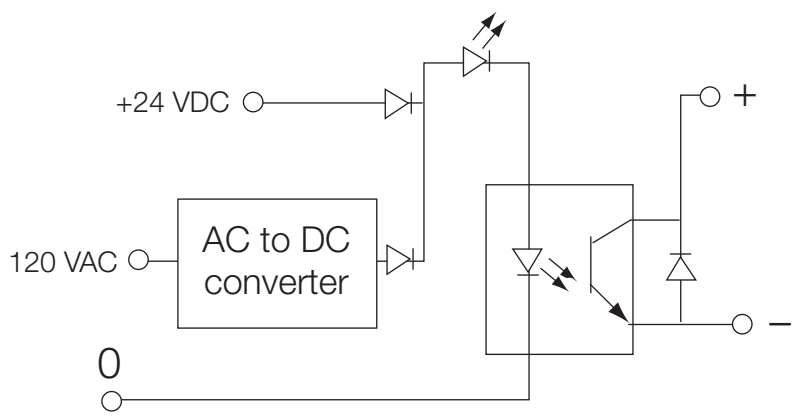 +24 VDC
+
AC to DC
converter
120 VAC
−
0